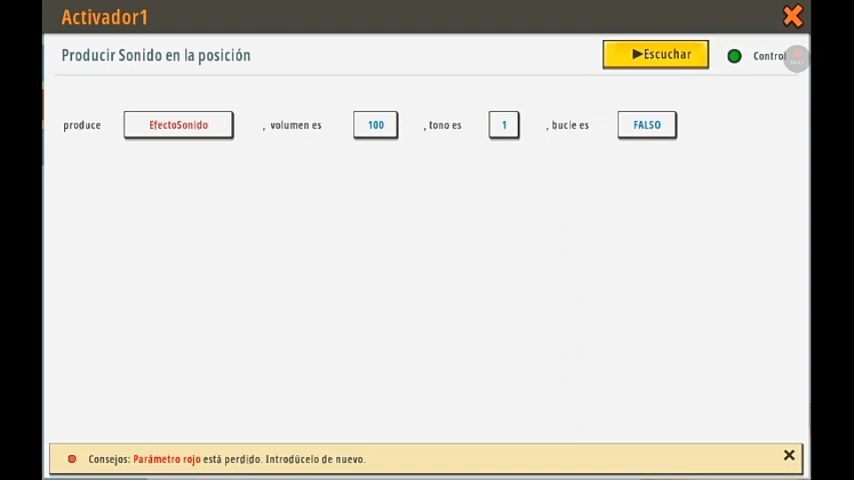 Activador1
Producir Sonido en la posición
▶Escuchar
Control
produce EfectoSonido , volumen es 100 , tono es 1 , bucle es FALSO
Consejos: Parámetro rojo está perdido. Introdúcelo de nuevo.